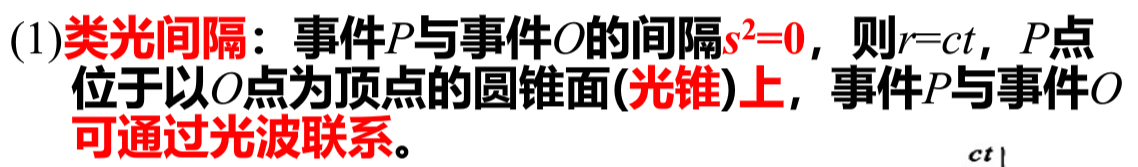 (1)类光间隔：事件P与事件O的间隔s²=0，则r=ct，P点
位于以O点为顶点的圆锥面(光锥)上，事件P与事件O
可通过光波联系。
ct